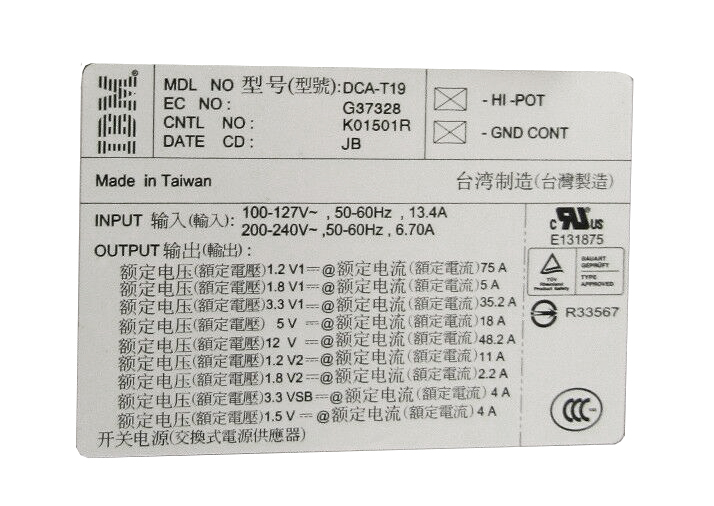 IBM
MDL NO 型号(型號):DCA-T19
EC NO: G37328
CNTL NO: K01501R
DATE CD: JB
- HI -POT
- GND CONT
Made in Taiwan
台湾制造(台灣製造)
INPUT 输入(輸入): 100-127V~ , 50-60Hz , 13.4A
200-240V~ ,50-60Hz , 6.70A
OUTPUT 输出(輸出):
额定电压(額定電壓)1.2 V1⎓@额定电流(額定電流)75 A
额定电压(額定電壓)1.8 V1⎓@额定电流(額定電流)5 A
额定电压(額定電壓)3.3 V1⎓@额定电流(額定電流)35.2 A
额定电压(額定電壓) 5 V⎓@额定电流(額定電流)18 A
额定电压(額定電壓)12 V⎓@额定电流(額定電流)48.2 A
额定电压(額定電壓)1.2 V2⎓@额定电流(額定電流)11 A
额定电压(額定電壓)1.8 V2⎓@额定电流(額定電流)2.2 A
额定电压(額定電壓)3.3 VSB⎓@额定电流(額定電流)4 A
额定电压(額定電壓)1.5 V⎓@额定电流(額定電流)4 A
开关电源(交換式電源供應器)
c RU US
E131875
TÜV
Rheinland
Product Safety
BAUART
GEPRÜFT
TYPE
APPROVED
R33567
CCC